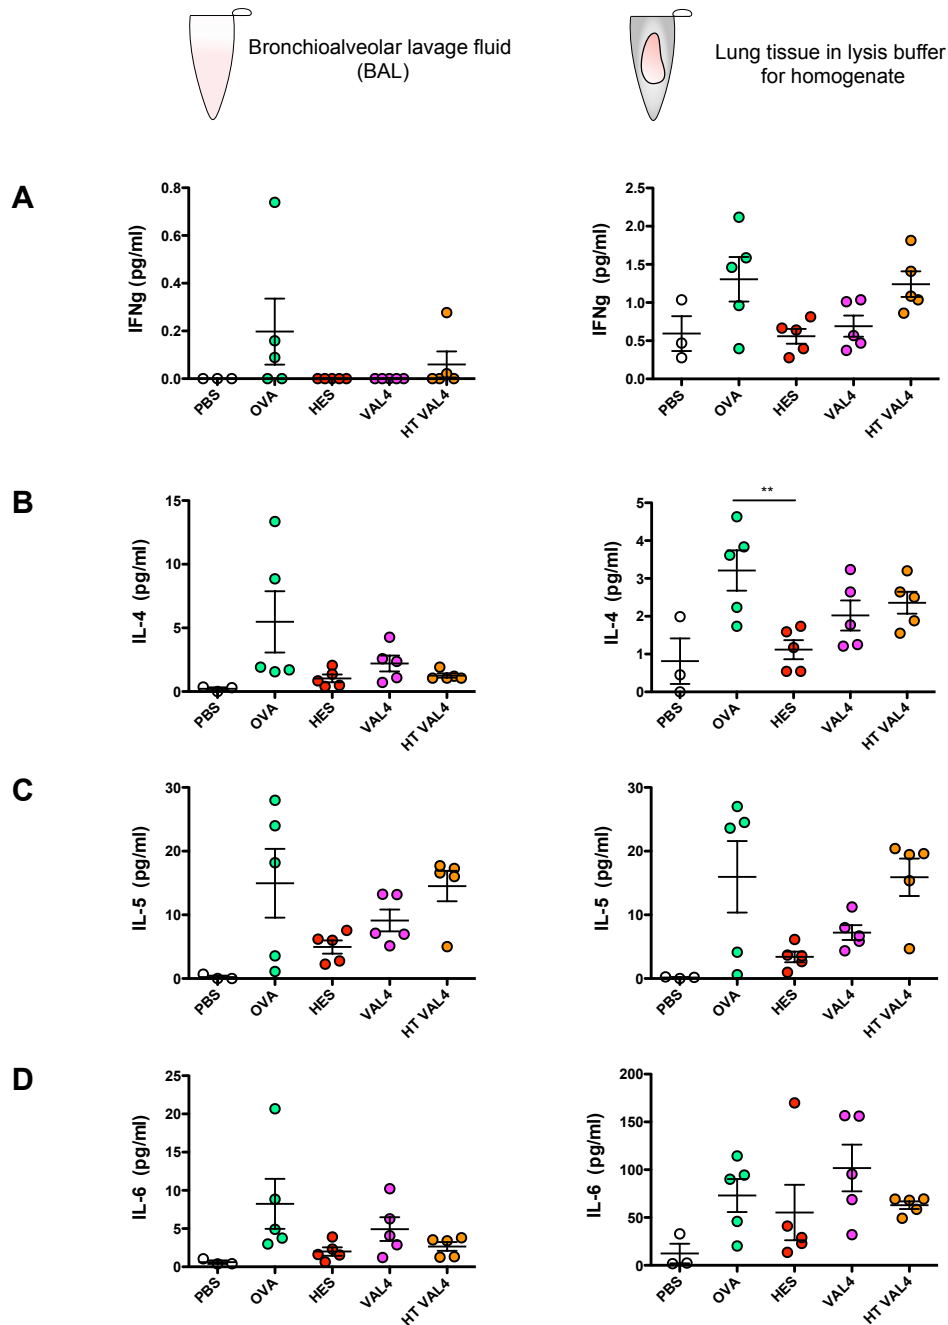 Bronchioalveolar lavage fluid
(BAL)
Lung tissue in lysis buffer
for homogenate
A
IFNg (pg/ml)
0.8
0.6
0.4
0.2
0.0
PBS
OVA
HES
VAL4
HT VAL4
IFNg (pg/ml)
2.5
2.0
1.5
1.0
0.5
0.0
PBS
OVA
HES
VAL4
HT VAL4
B
IL-4 (pg/ml)
15
10
5
0
PBS
OVA
HES
VAL4
HT VAL4
IL-4 (pg/ml)
5
4
3
2
1
0
**
PBS
OVA
HES
VAL4
HT VAL4
C
IL-5 (pg/ml)
30
20
10
0
PBS
OVA
HES
VAL4
HT VAL4
IL-5 (pg/ml)
30
20
10
0
PBS
OVA
HES
VAL4
HT VAL4
D
IL-6 (pg/ml)
25
20
15
10
5
0
PBS
OVA
HES
VAL4
HT VAL4
IL-6 (pg/ml)
200
150
100
50
0
PBS
OVA
HES
VAL4
HT VAL4